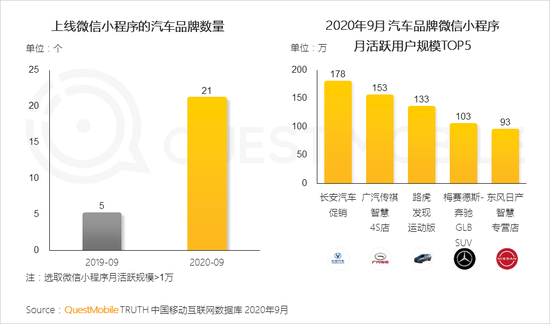 上线微信小程序的汽车品牌数量
单位：个
25
20
15
10
5
0
5
21
2019-09
2020-09
注：选取微信小程序月活跃规模>1万
2020年9月 汽车品牌微信小程序
月活跃用户规模TOP5
单位：万
200
150
100
50
0
178
153
133
103
93
长安汽车
促销
广汽传祺
智慧
4S店
路虎
发现
运动版
梅赛德斯-
奔驰
GLB
SUV
东风日产
智慧
专营店
NISSAN
QUESTMOBILE
Source：QuestMobile TRUTH 中国移动互联网数据库 2020年9月